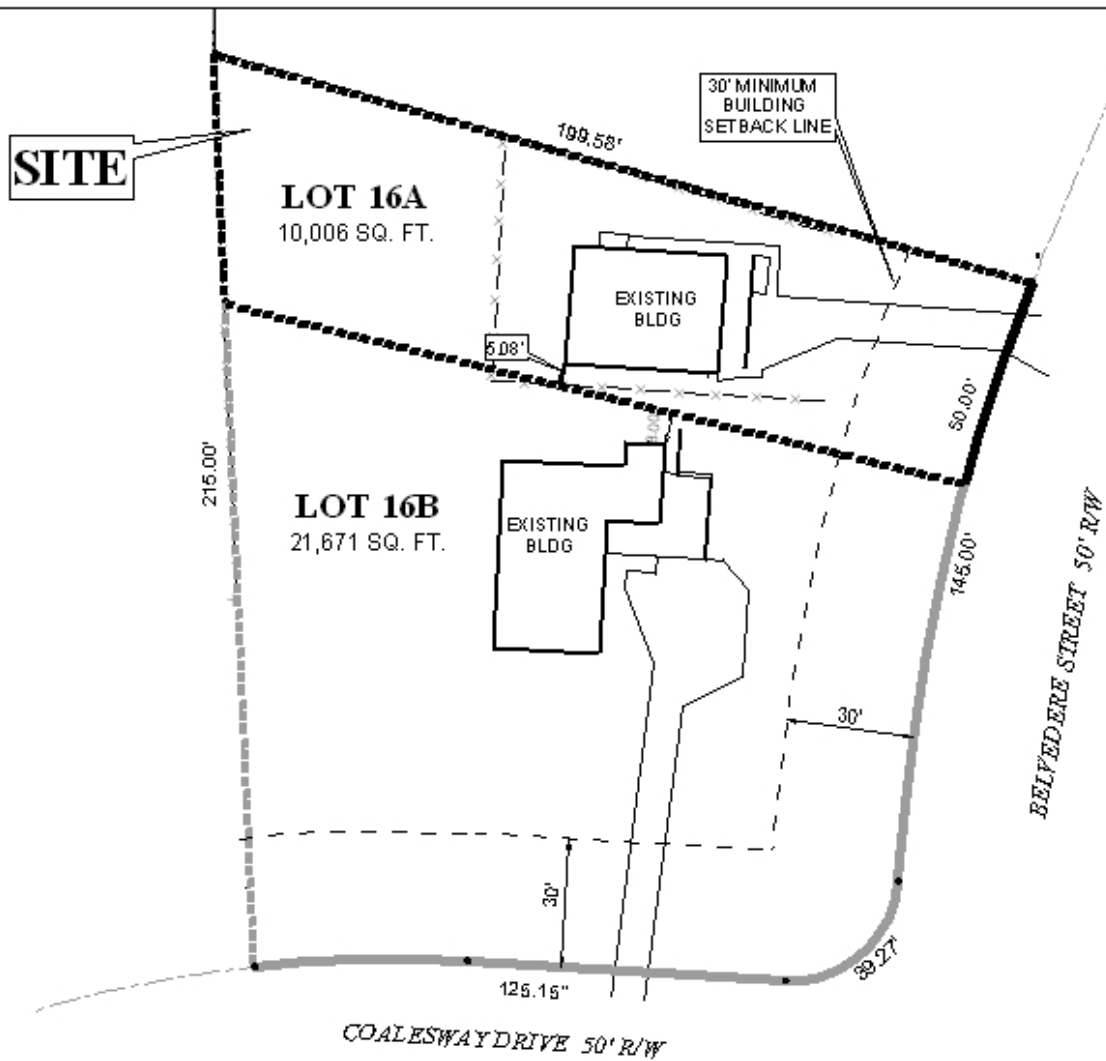 30' MINIMUM
BUILDING
SETBACK LINE
199.58'
SITE
LOT 16A
10,006 SQ. FT.
EXISTING
BLDG
5.08'
50.00'
215.00'
LOT 16B
21,671 SQ. FT.
EXISTING
BLDG
145.00'
BELVEDERE STREET 50' R/W
30'
30'
39.27'
125.15"
COALESWAY DRIVE 50' R/W